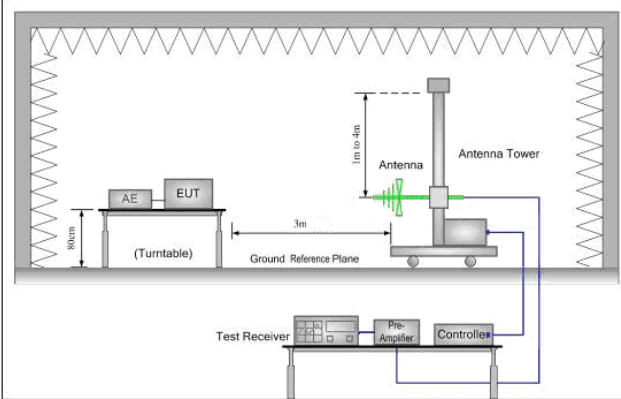 1m to 4m
Antenna
Antenna Tower
AE
EUT
3m
80cm
(Turntable)
Ground Reference Plane
Test Receiver
Pre-
Amplifier
Controller